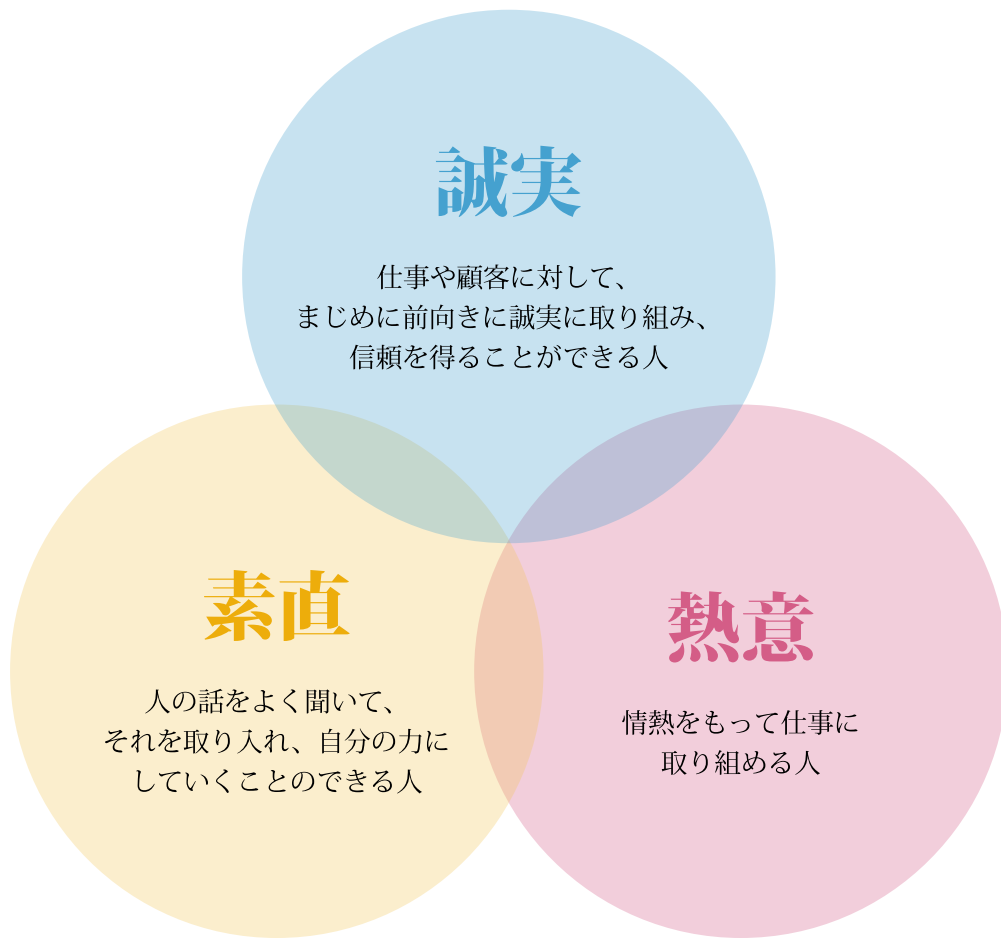 誠実
仕事や顧客に対して、
まじめに前向きに誠実に取り組み、
信頼を得ることができる人
素直
人の話をよく聞いて、
それを取り入れ、自分の力に
していくことのできる人
熱意
情熱をもって仕事に
取り組める人